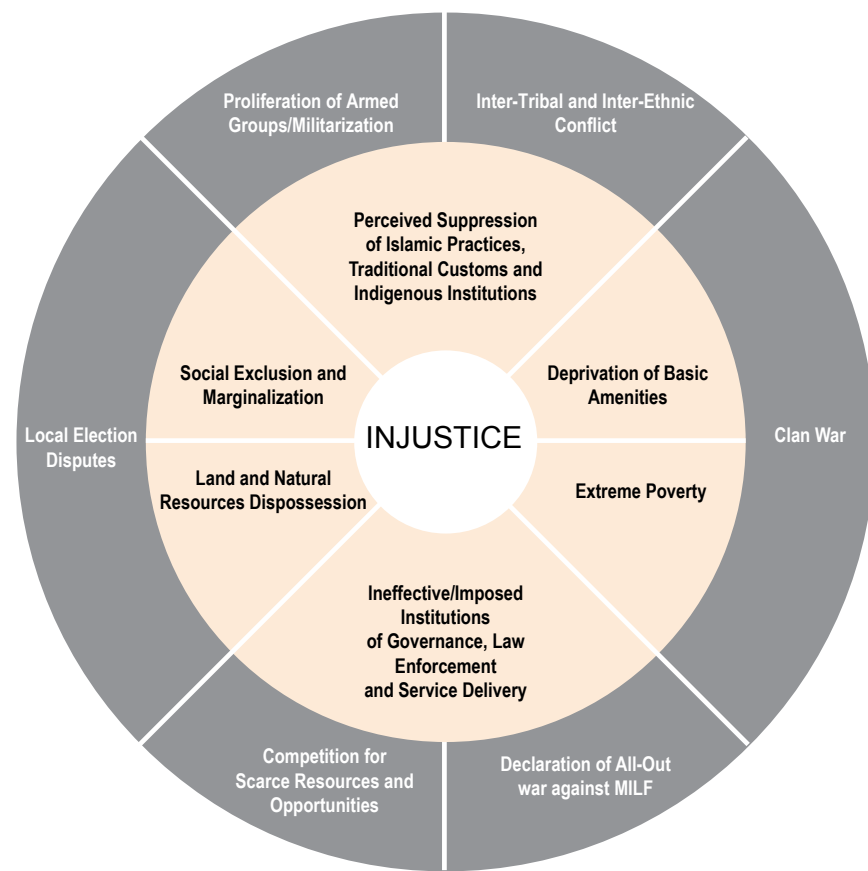 Proliferation of Armed
Groups/Militarization
Inter-Tribal and Inter-Ethnic
Conflict
Perceived Suppression
of Islamic Practices,
Traditional Customs and
Indigenous Institutions
Social Exclusion and
Marginalization
Deprivation of Basic
Amenities
Local Election
Disputes
INJUSTICE
Clan War
Land and Natural
Resources Dispossession
Extreme Poverty
Ineffective/Imposed
Institutions
of Governance, Law
Enforcement
and Service Delivery
Competition for
Scarce Resources and
Opportunities
Declaration of All-Out
war against MILF